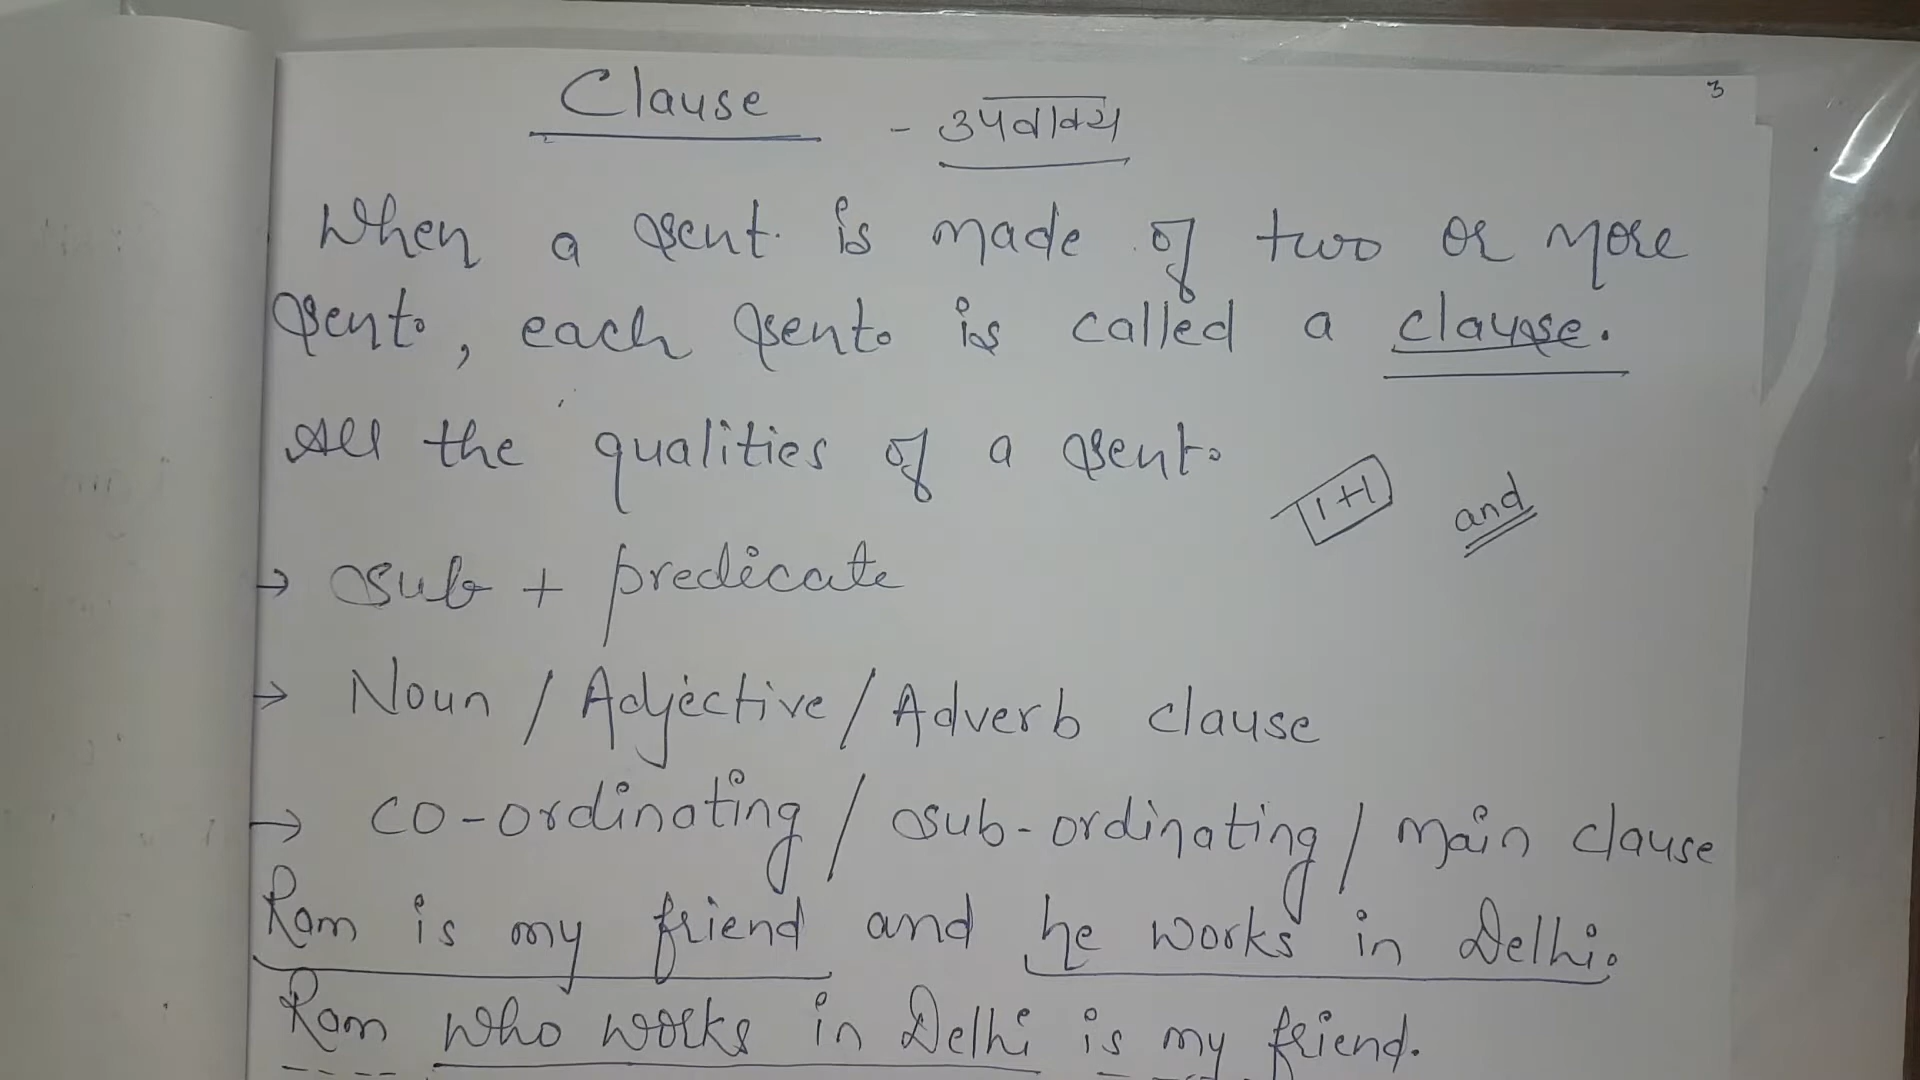 3
Clause - उपवाक्य
When a sent. is made of two or more
sent., each sent. is called a clause.
All the qualities of a sent.
1+1 and
→ sub + predicate
→ Noun / Adjective / Adverb clause
→ co-ordinating / sub-ordinating / main clause
Ram is my friend and he works in Delhi.
Ram who works in Delhi is my friend.